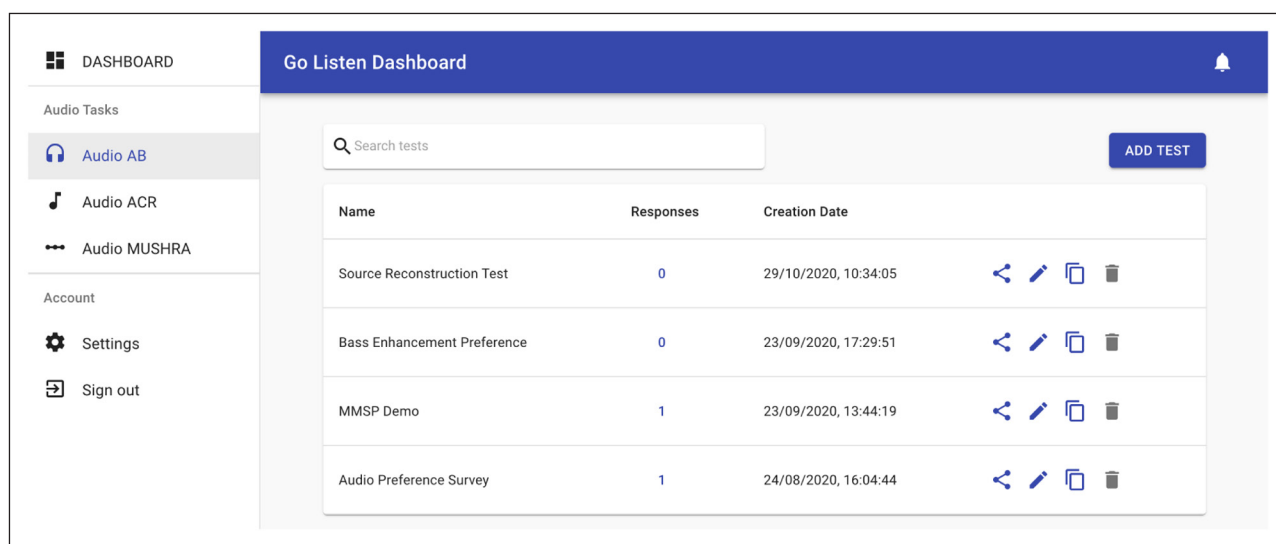 DASHBOARD
Audio Tasks
Audio AB
Audio ACR
Audio MUSHRA
Account
Settings
Sign out
Go Listen Dashboard
Search tests
ADD TEST
Name Responses Creation Date
Source Reconstruction Test 0 29/10/2020, 10:34:05
Bass Enhancement Preference 0 23/09/2020, 17:29:51
MMSP Demo 1 23/09/2020, 13:44:19
Audio Preference Survey 1 24/08/2020, 16:04:44